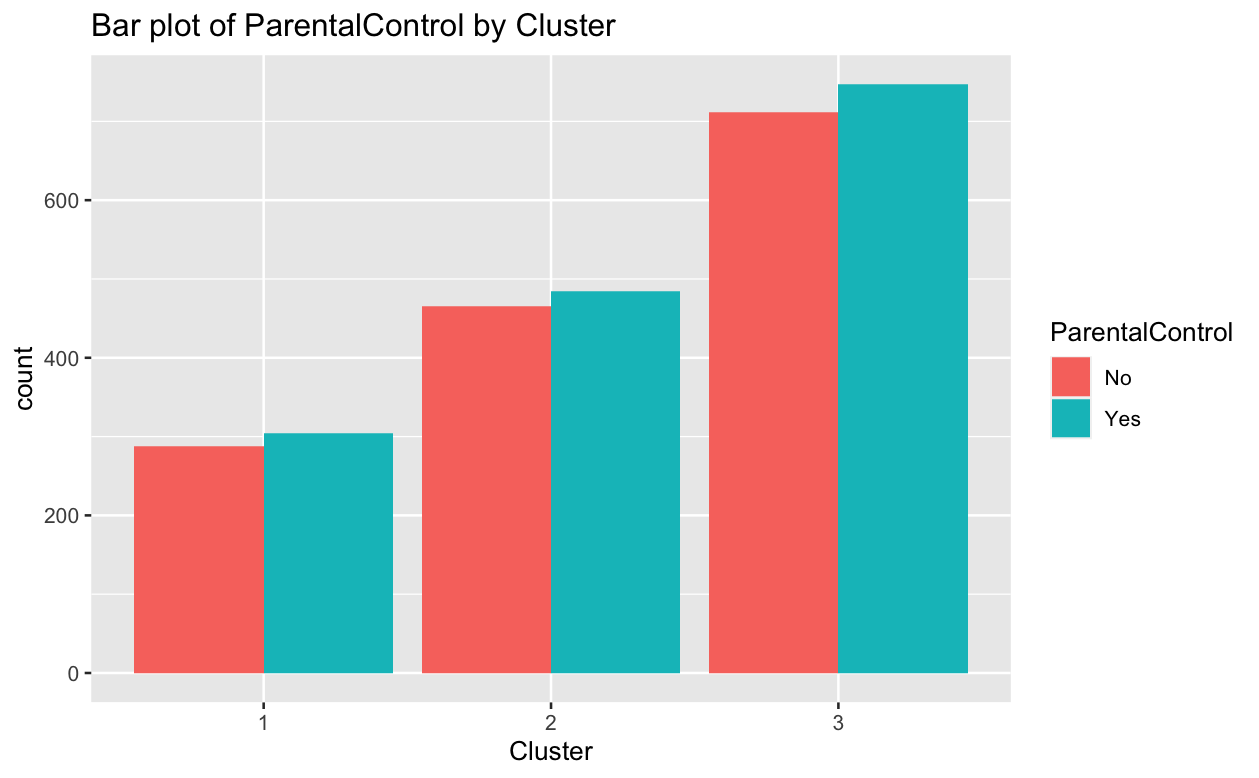 Bar plot of ParentalControl by Cluster
600
400
200
0
count
1 2 3
Cluster
ParentalControl
No
Yes